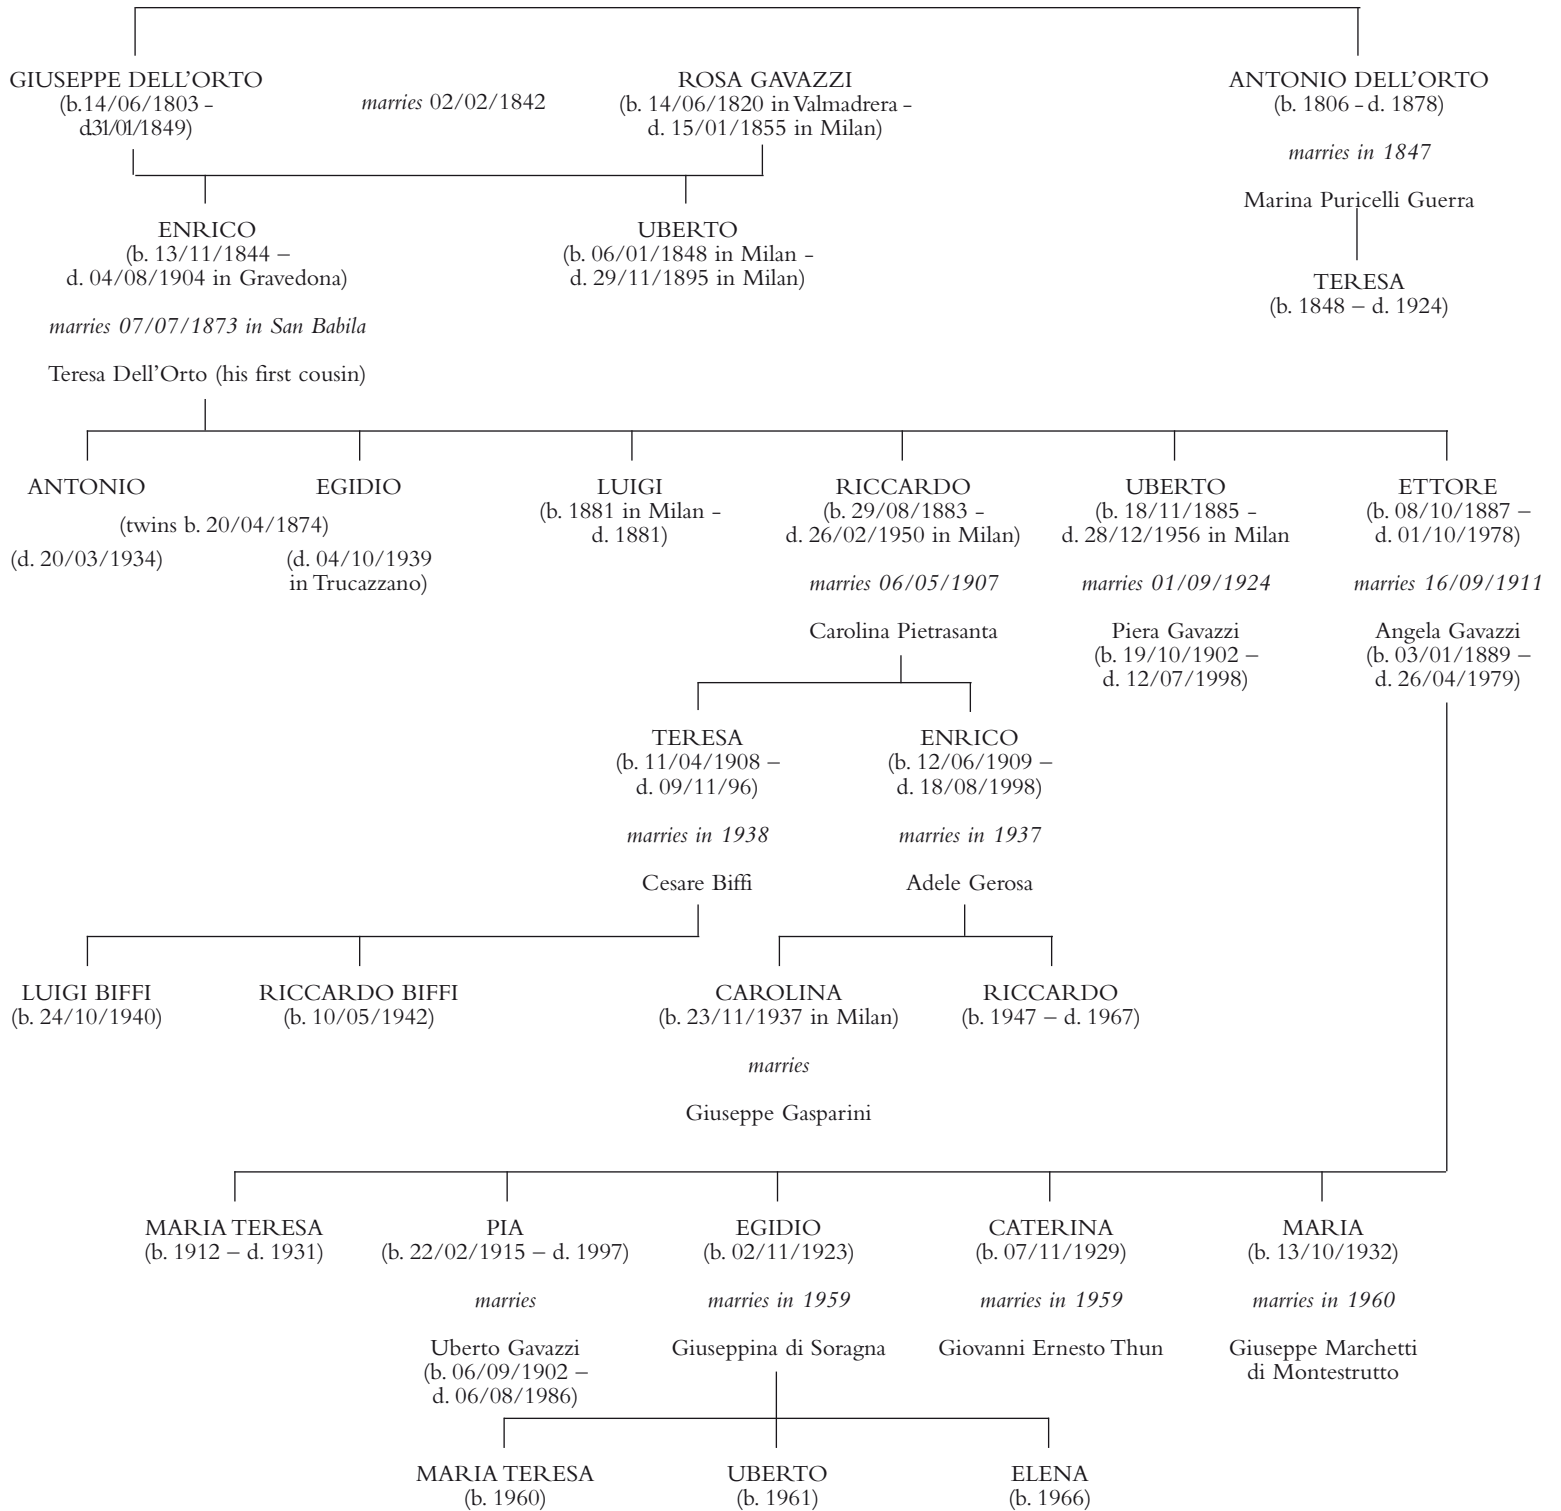 GIUSEPPE DELL'ORTO
(b.14/06/1803 -
d.31/01/1849)
marries 02/02/1842
ROSA GAVAZZI
(b. 14/06/1820 in Valmadrera -
d. 15/01/1855 in Milan)
ANTONIO DELL'ORTO
(b. 1806 - d. 1878)
marries in 1847
Marina Puricelli Guerra
ENRICO
(b. 13/11/1844 –
d. 04/08/1904 in Gravedona)
marries 07/07/1873 in San Babila
Teresa Dell'Orto (his first cousin)
UBERTO
(b. 06/01/1848 in Milan -
d. 29/11/1895 in Milan)
TERESA
(b. 1848 – d. 1924)
ANTONIO
EGIDIO
(twins b. 20/04/1874)
(d. 20/03/1934)
(d. 04/10/1939
in Trucazzano)
LUIGI
(b. 1881 in Milan -
d. 1881)
RICCARDO
(b. 29/08/1883 -
d. 26/02/1950 in Milan)
marries 06/05/1907
Carolina Pietrasanta
UBERTO
(b. 18/11/1885 -
d. 28/12/1956 in Milan
marries 01/09/1924
Piera Gavazzi
(b. 19/10/1902 –
d. 12/07/1998)
ETTORE
(b. 08/10/1887 –
d. 01/10/1978)
marries 16/09/1911
Angela Gavazzi
(b. 03/01/1889 –
d. 26/04/1979)
TERESA
(b. 11/04/1908 –
d. 09/11/96)
marries in 1938
Cesare Biffi
ENRICO
(b. 12/06/1909 –
d. 18/08/1998)
marries in 1937
Adele Gerosa
LUIGI BIFFI
(b. 24/10/1940)
RICCARDO BIFFI
(b. 10/05/1942)
CAROLINA
(b. 23/11/1937 in Milan)
marries
Giuseppe Gasparini
RICCARDO
(b. 1947 – d. 1967)
MARIA TERESA
(b. 1912 – d. 1931)
PIA
(b. 22/02/1915 – d. 1997)
marries
Uberto Gavazzi
(b. 06/09/1902 –
d. 06/08/1986)
EGIDIO
(b. 02/11/1923)
marries in 1959
Giuseppina di Soragna
CATERINA
(b. 07/11/1929)
marries in 1959
Giovanni Ernesto Thun
MARIA
(b. 13/10/1932)
marries in 1960
Giuseppe Marchetti
di Montestrutto
MARIA TERESA
(b. 1960)
UBERTO
(b. 1961)
ELENA
(b. 1966)